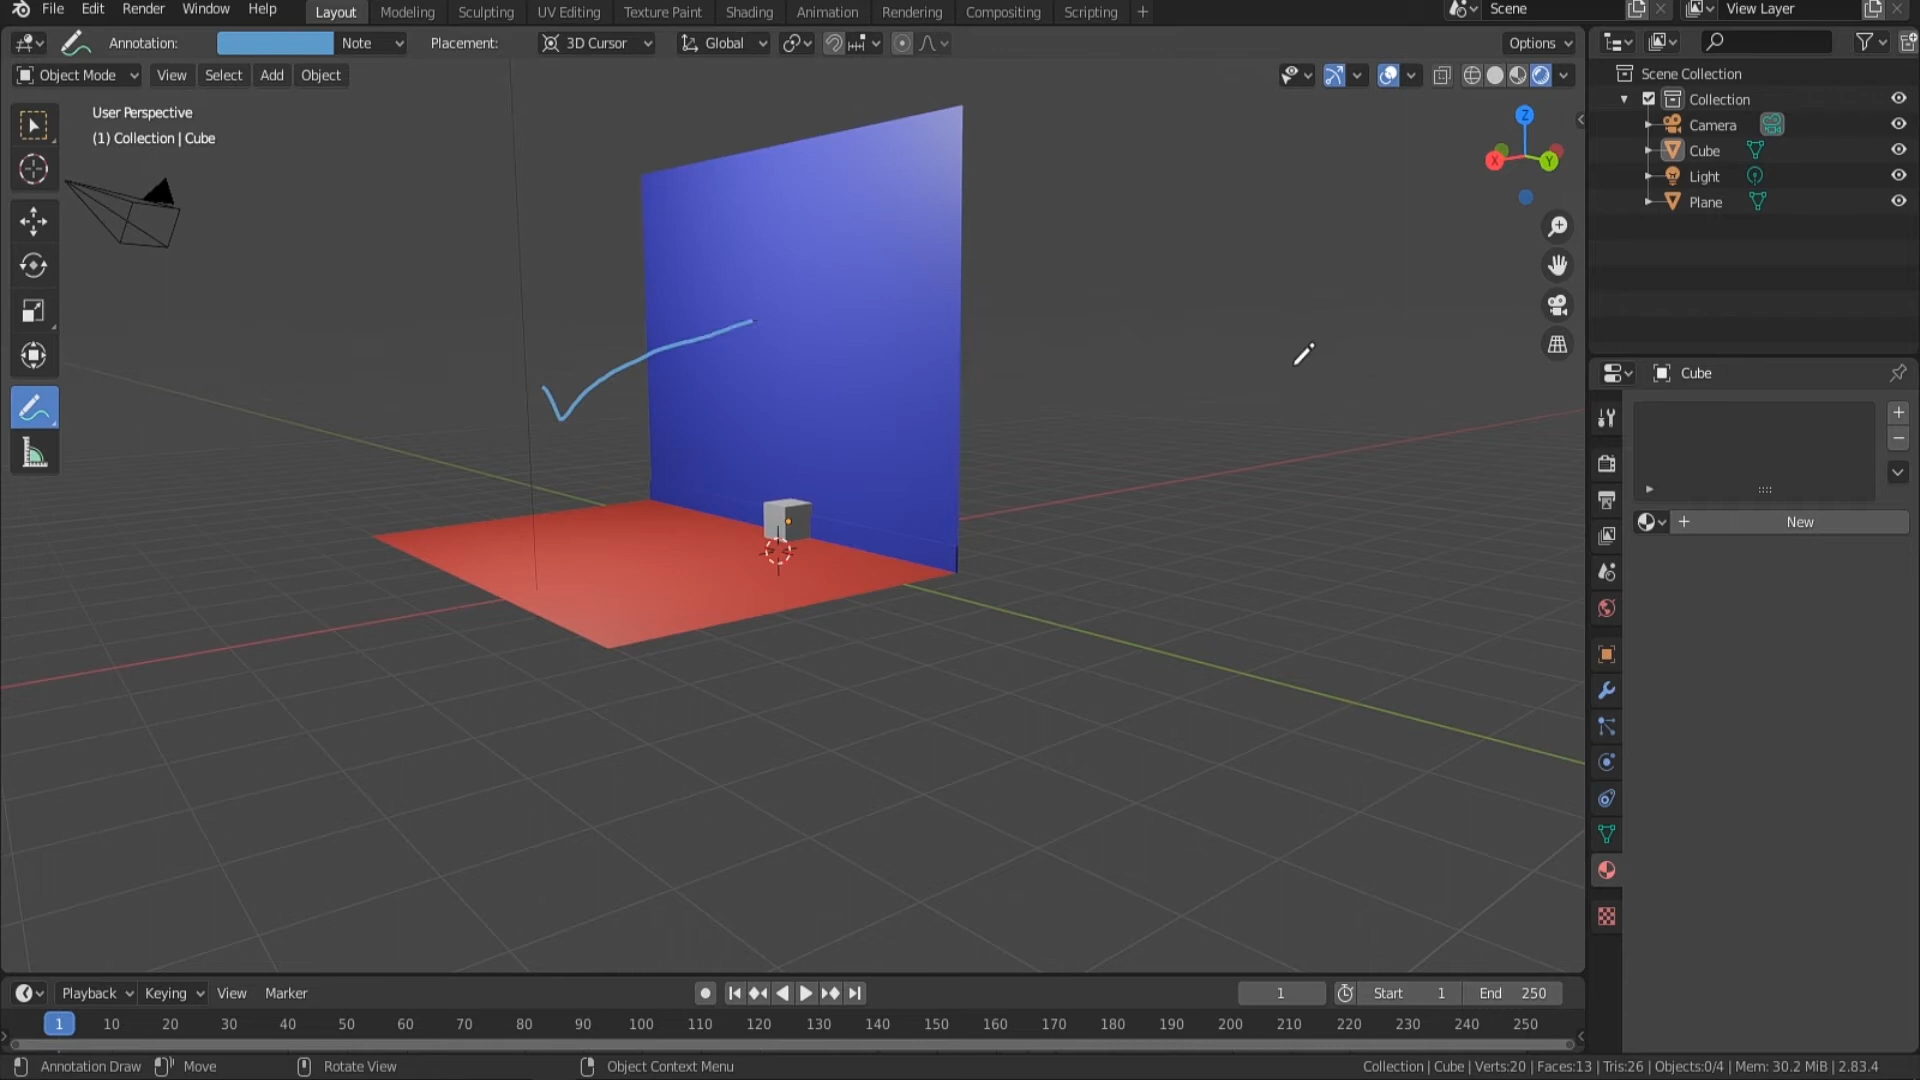 File Edit Render Window Help Layout Modeling Sculpting UV Editing Texture Paint Shading Animation Rendering Compositing Scripting + Scene View Layer
Annotation: Note Placement: 3D Cursor Global Options
Object Mode View Select Add Object
User Perspective
(1) Collection | Cube
Z
X
Y
Scene Collection
Collection
Camera
Cube
Light
Plane
Cube
+ New
Playback Keying View Marker 1 Start 1 End 250
1 10 20 30 40 50 60 70 80 90 100 110 120 130 140 150 160 170 180 190 200 210 220 230 240 250
Annotation Draw Move Rotate View Object Context Menu Collection | Cube | Verts:20 | Faces:13 | Tris:26 | Objects:0/4 | Mem: 30.2 MiB | 2.83.4